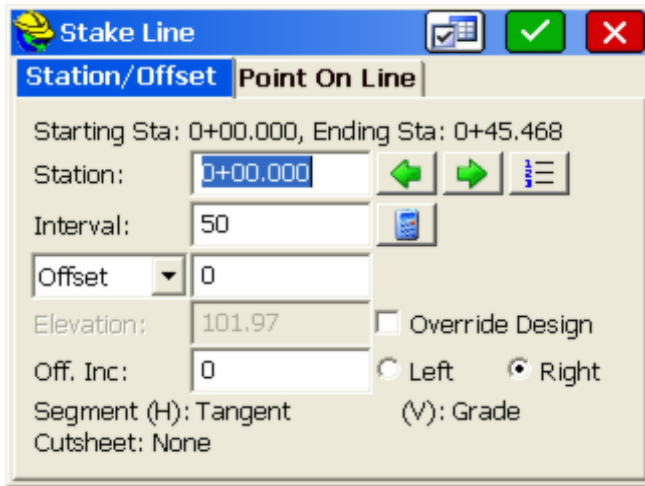 Stake Line
Station/Offset Point On Line
Starting Sta: 0+00.000, Ending Sta: 0+45.468
Station: 0+00.000
Interval: 50
Offset 0
Elevation: 101.97 Override Design
Off. Inc: 0 Left Right
Segment (H): Tangent (V): Grade
Cutsheet: None